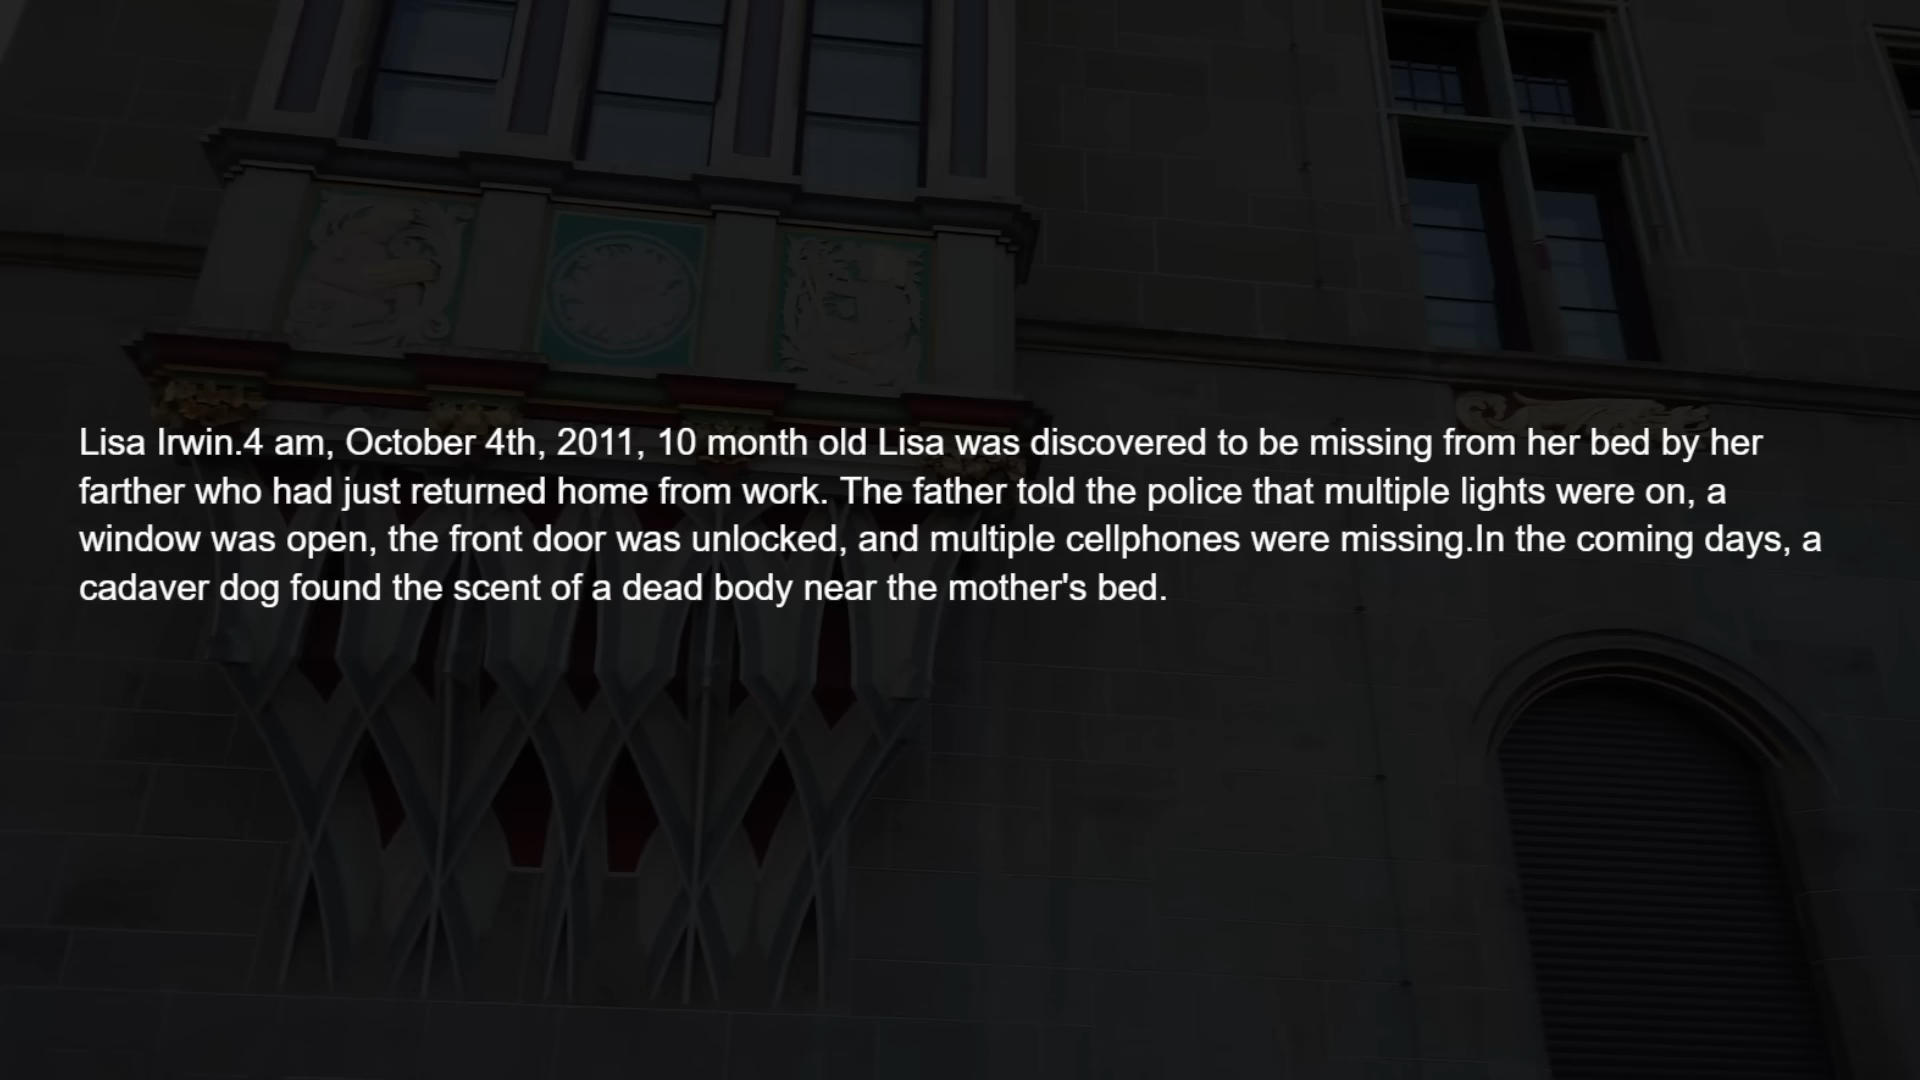 Lisa Irwin.4 am, October 4th, 2011, 10 month old Lisa was discovered to be missing from her bed by her
farther who had just returned home from work. The father told the police that multiple lights were on, a
window was open, the front door was unlocked, and multiple cellphones were missing.In the coming days, a
cadaver dog found the scent of a dead body near the mother's bed.